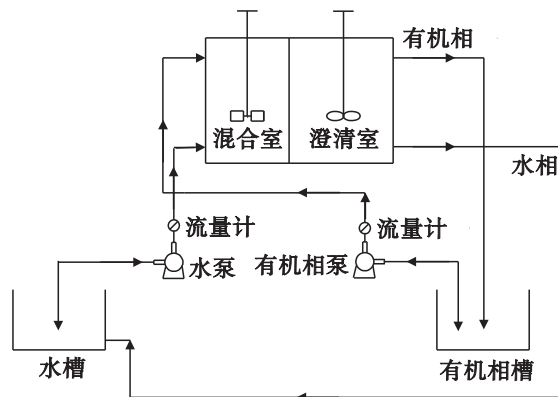 有机相
混合室
澄清室
水相
流量计
流量计
水泵
有机相泵
水槽
有机相槽